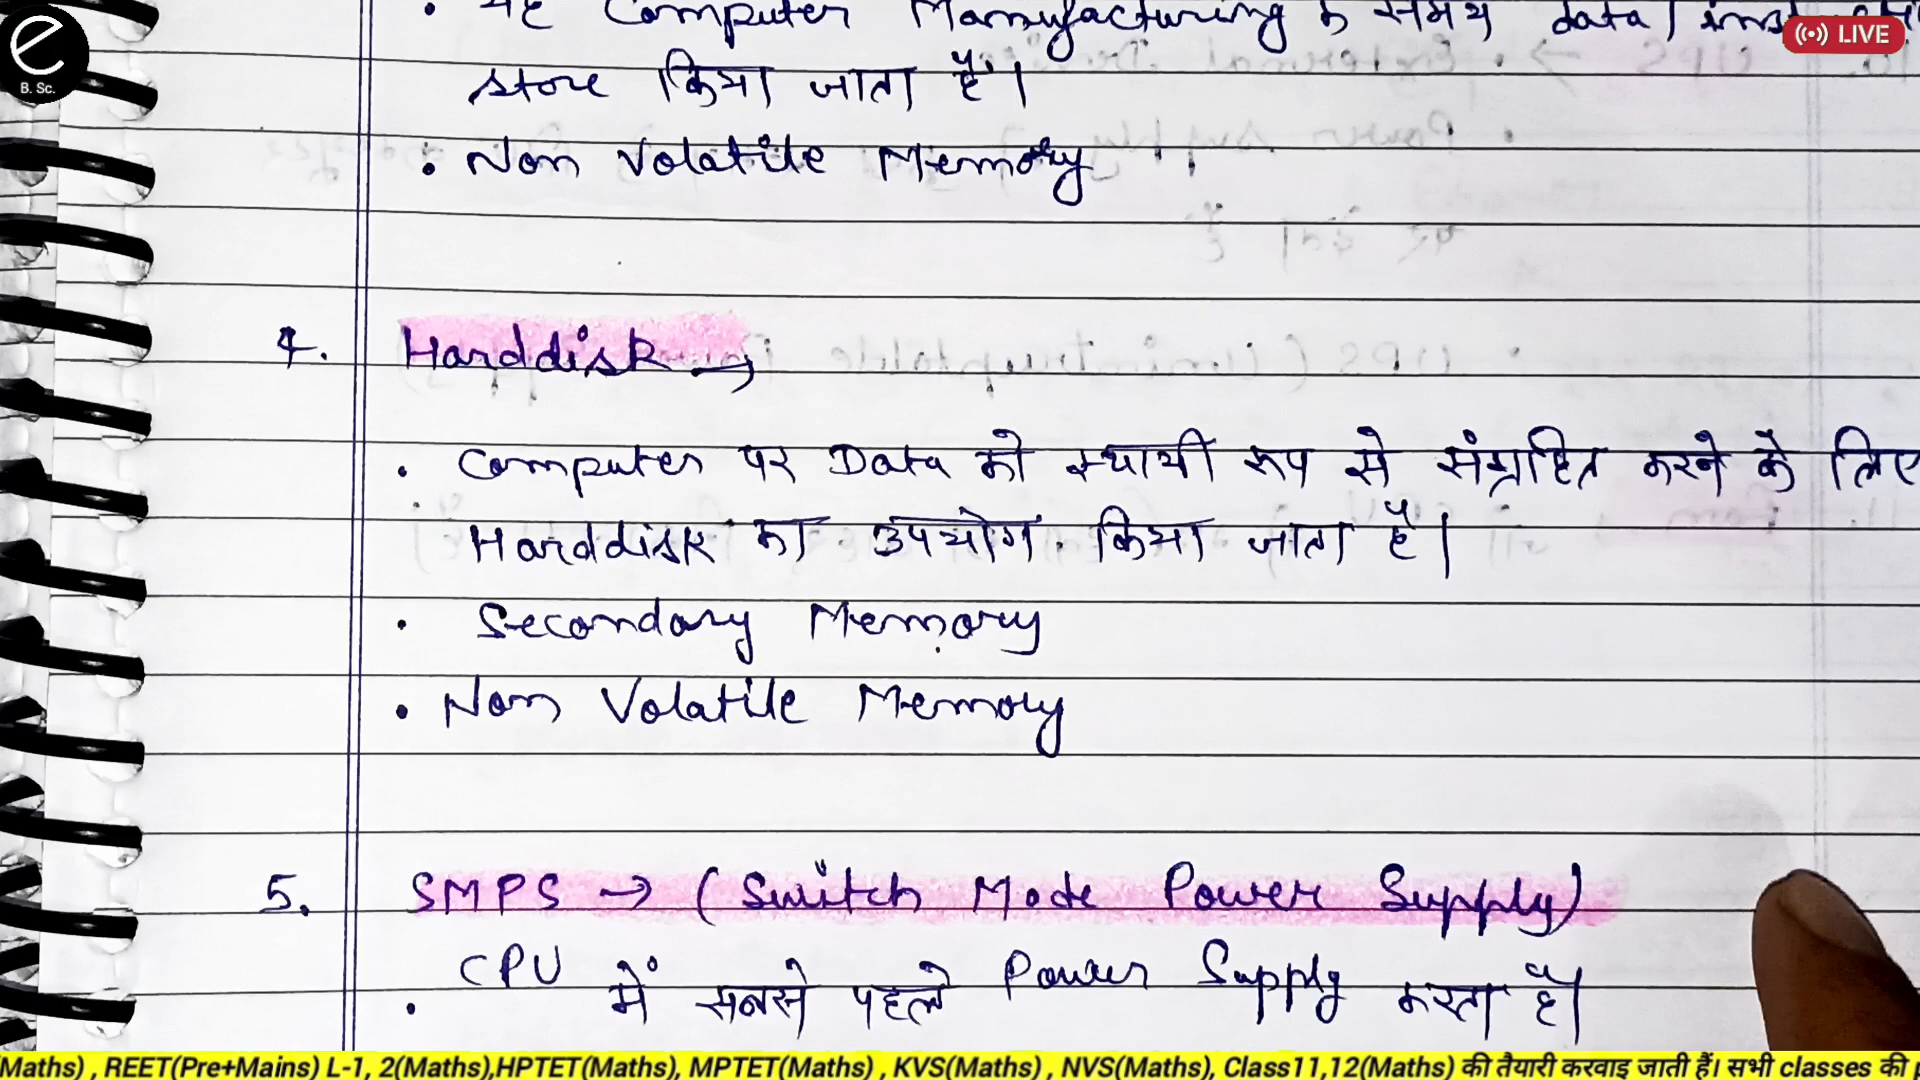 e
B. Sc.
LIVE
• यह Computer Manufacturing के समय data / inst
store किया जाता है।
• Non Volatile Memory
4. Harddisk →
• Computer पर Data को स्थायी रूप से संग्रहित करने के लिए
Harddisk का उपयोग किया जाता है।
• Secondary Memory
• Non Volatile Memory
5. SMPS → (Switch Mode Power Supply)
• CPU में सबसे पहले Power Supply करता है।
(Maths) , REET(Pre+Mains) L-1, 2(Maths),HPTET(Maths), MPTET(Maths) , KVS(Maths) , NVS(Maths), Class11,12(Maths) की तैयारी करवाइ जाती हैं। सभी classes की